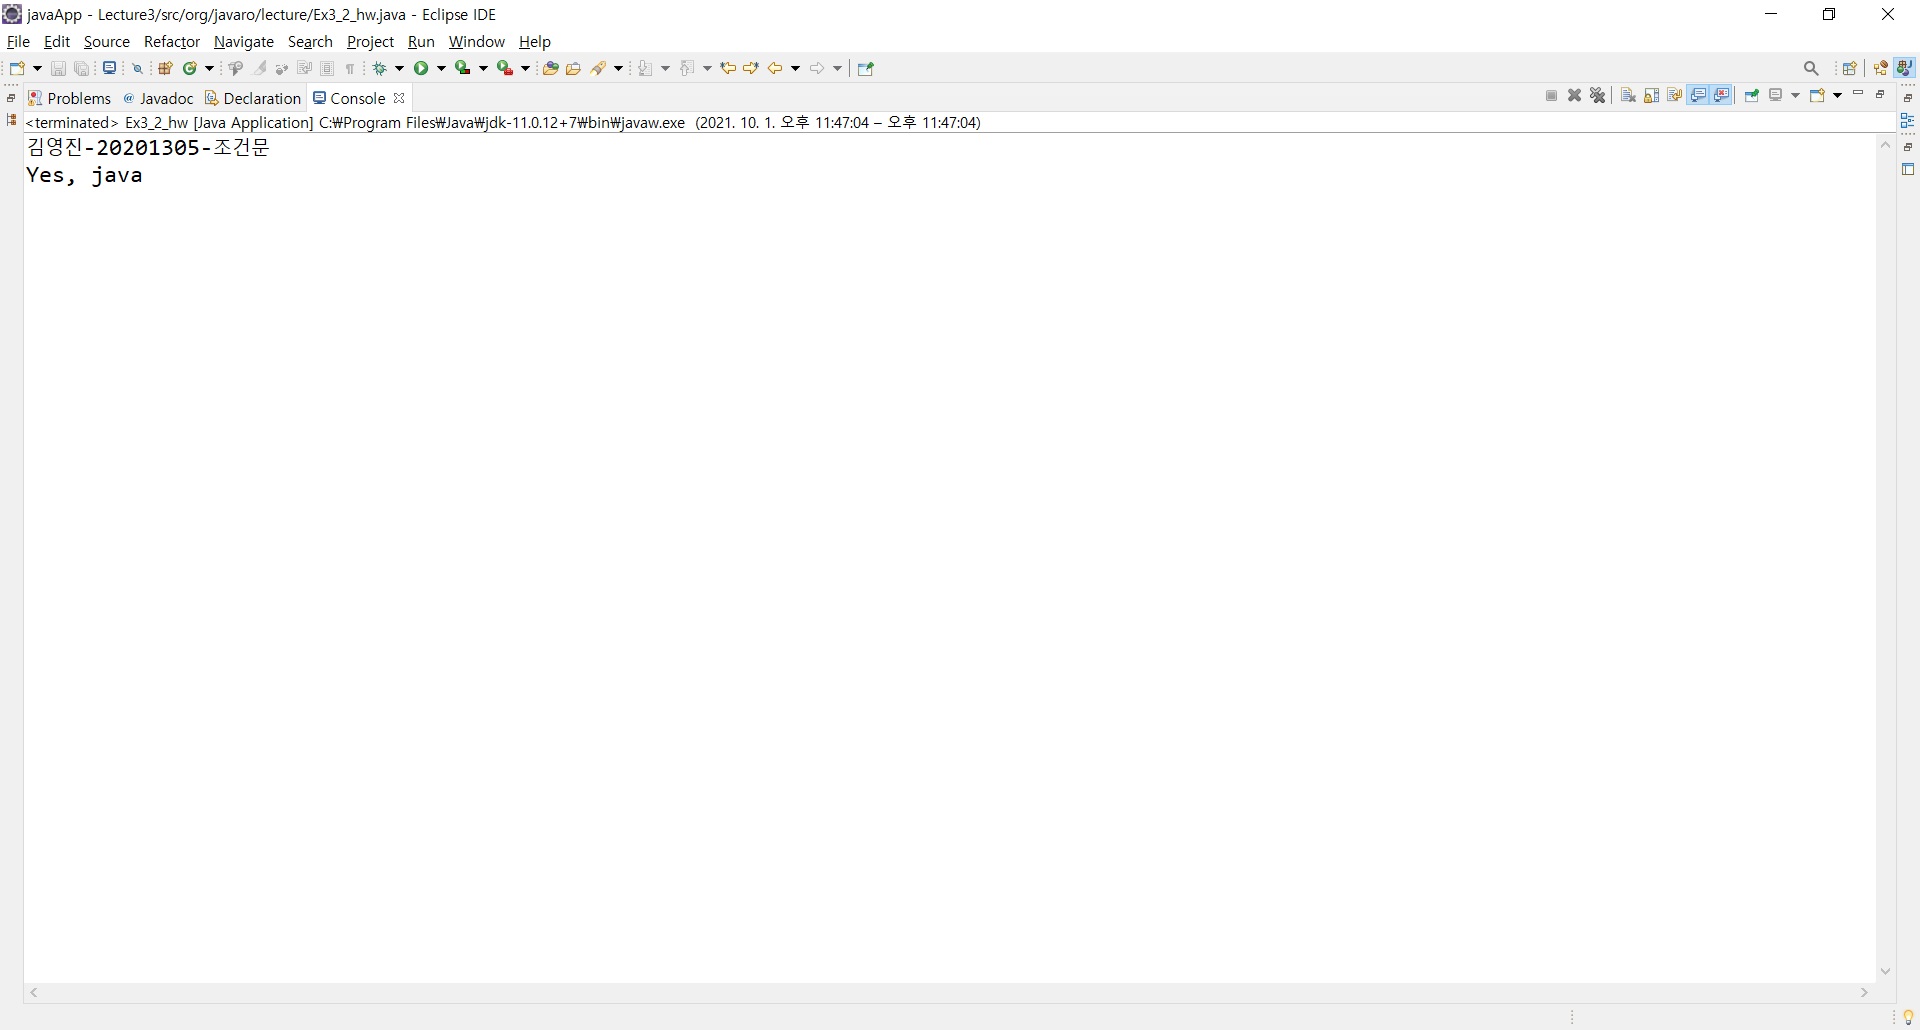 javaApp - Lecture3/src/org/javaro/lecture/Ex3_2_hw.java - Eclipse IDE
File Edit Source Refactor Navigate Search Project Run Window Help
Problems @ Javadoc Declaration Console
<terminated> Ex3_2_hw [Java Application] C:₩Program Files₩Java₩jdk-11.0.12+7₩bin₩javaw.exe (2021. 10. 1. 오후 11:47:04 – 오후 11:47:04)
김영진-20201305-조건문
Yes, java